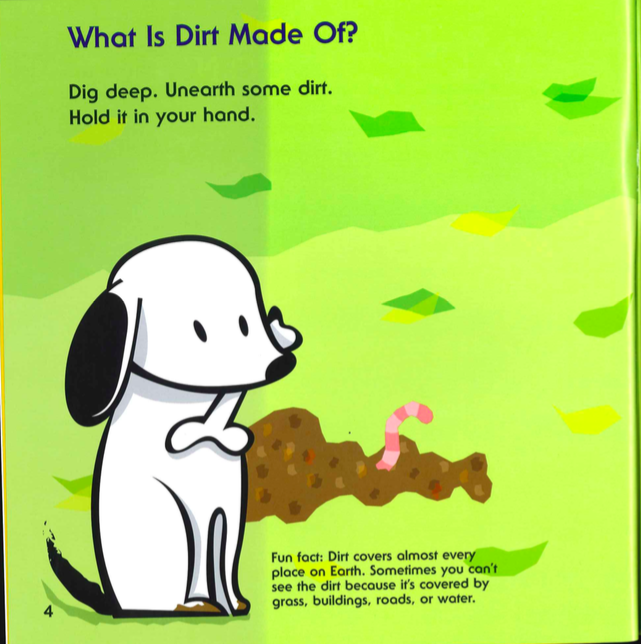 What Is Dirt Made Of?
Dig deep. Unearth some dirt.
Hold it in your hand.
Fun fact: Dirt covers almost every
place on Earth. Sometimes you can't
see the dirt because it's covered by
grass, buildings, roads, or water.
4